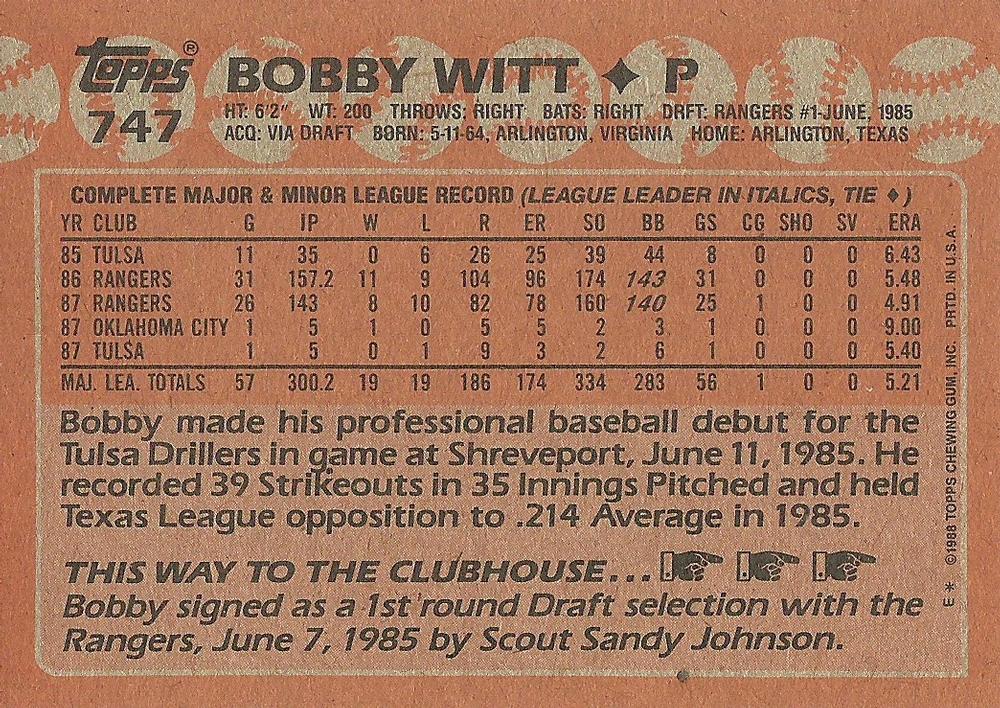 topps®
747
BOBBY WITT ✦ P
HT: 6'2" WT: 200 THROWS: RIGHT BATS: RIGHT DRFT: RANGERS #1-JUNE, 1985
ACQ: VIA DRAFT BORN: 5-11-64, ARLINGTON, VIRGINIA HOME: ARLINGTON, TEXAS
COMPLETE MAJOR & MINOR LEAGUE RECORD (LEAGUE LEADER IN ITALICS, TIE ♦)
YR CLUB G IP W L R ER SO BB GS CG SHO SV ERA
85 TULSA 11 35 0 6 26 25 39 44 8 0 0 0 6.43
86 RANGERS 31 157.2 11 9 104 96 174 143 31 0 0 0 5.48
87 RANGERS 26 143 8 10 82 78 160 140 25 1 0 0 4.91
87 OKLAHOMA CITY 1 5 1 0 5 5 2 3 1 0 0 0 9.00
87 TULSA 1 5 0 1 9 3 2 6 1 0 0 0 5.40
MAJ. LEA. TOTALS 57 300.2 19 19 186 174 334 283 56 1 0 0 5.21
Bobby made his professional baseball debut for the
Tulsa Drillers in game at Shreveport, June 11, 1985. He
recorded 39 Strikeouts in 35 Innings Pitched and held
Texas League opposition to .214 Average in 1985.
THIS WAY TO THE CLUBHOUSE...
Bobby signed as a 1st round Draft selection with the
Rangers, June 7, 1985 by Scout Sandy Johnson.
E * ©1988 TOPPS CHEWING GUM, INC. PRTD. IN U.S.A.